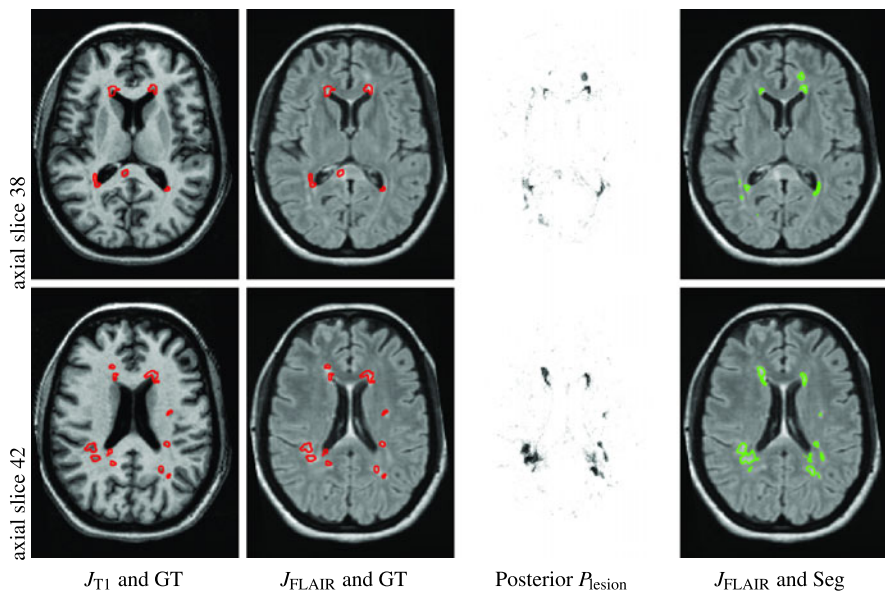 axial slice 38
axial slice 42
J_T1 and GT
J_FLAIR and GT
Posterior P_lesion
J_FLAIR and Seg